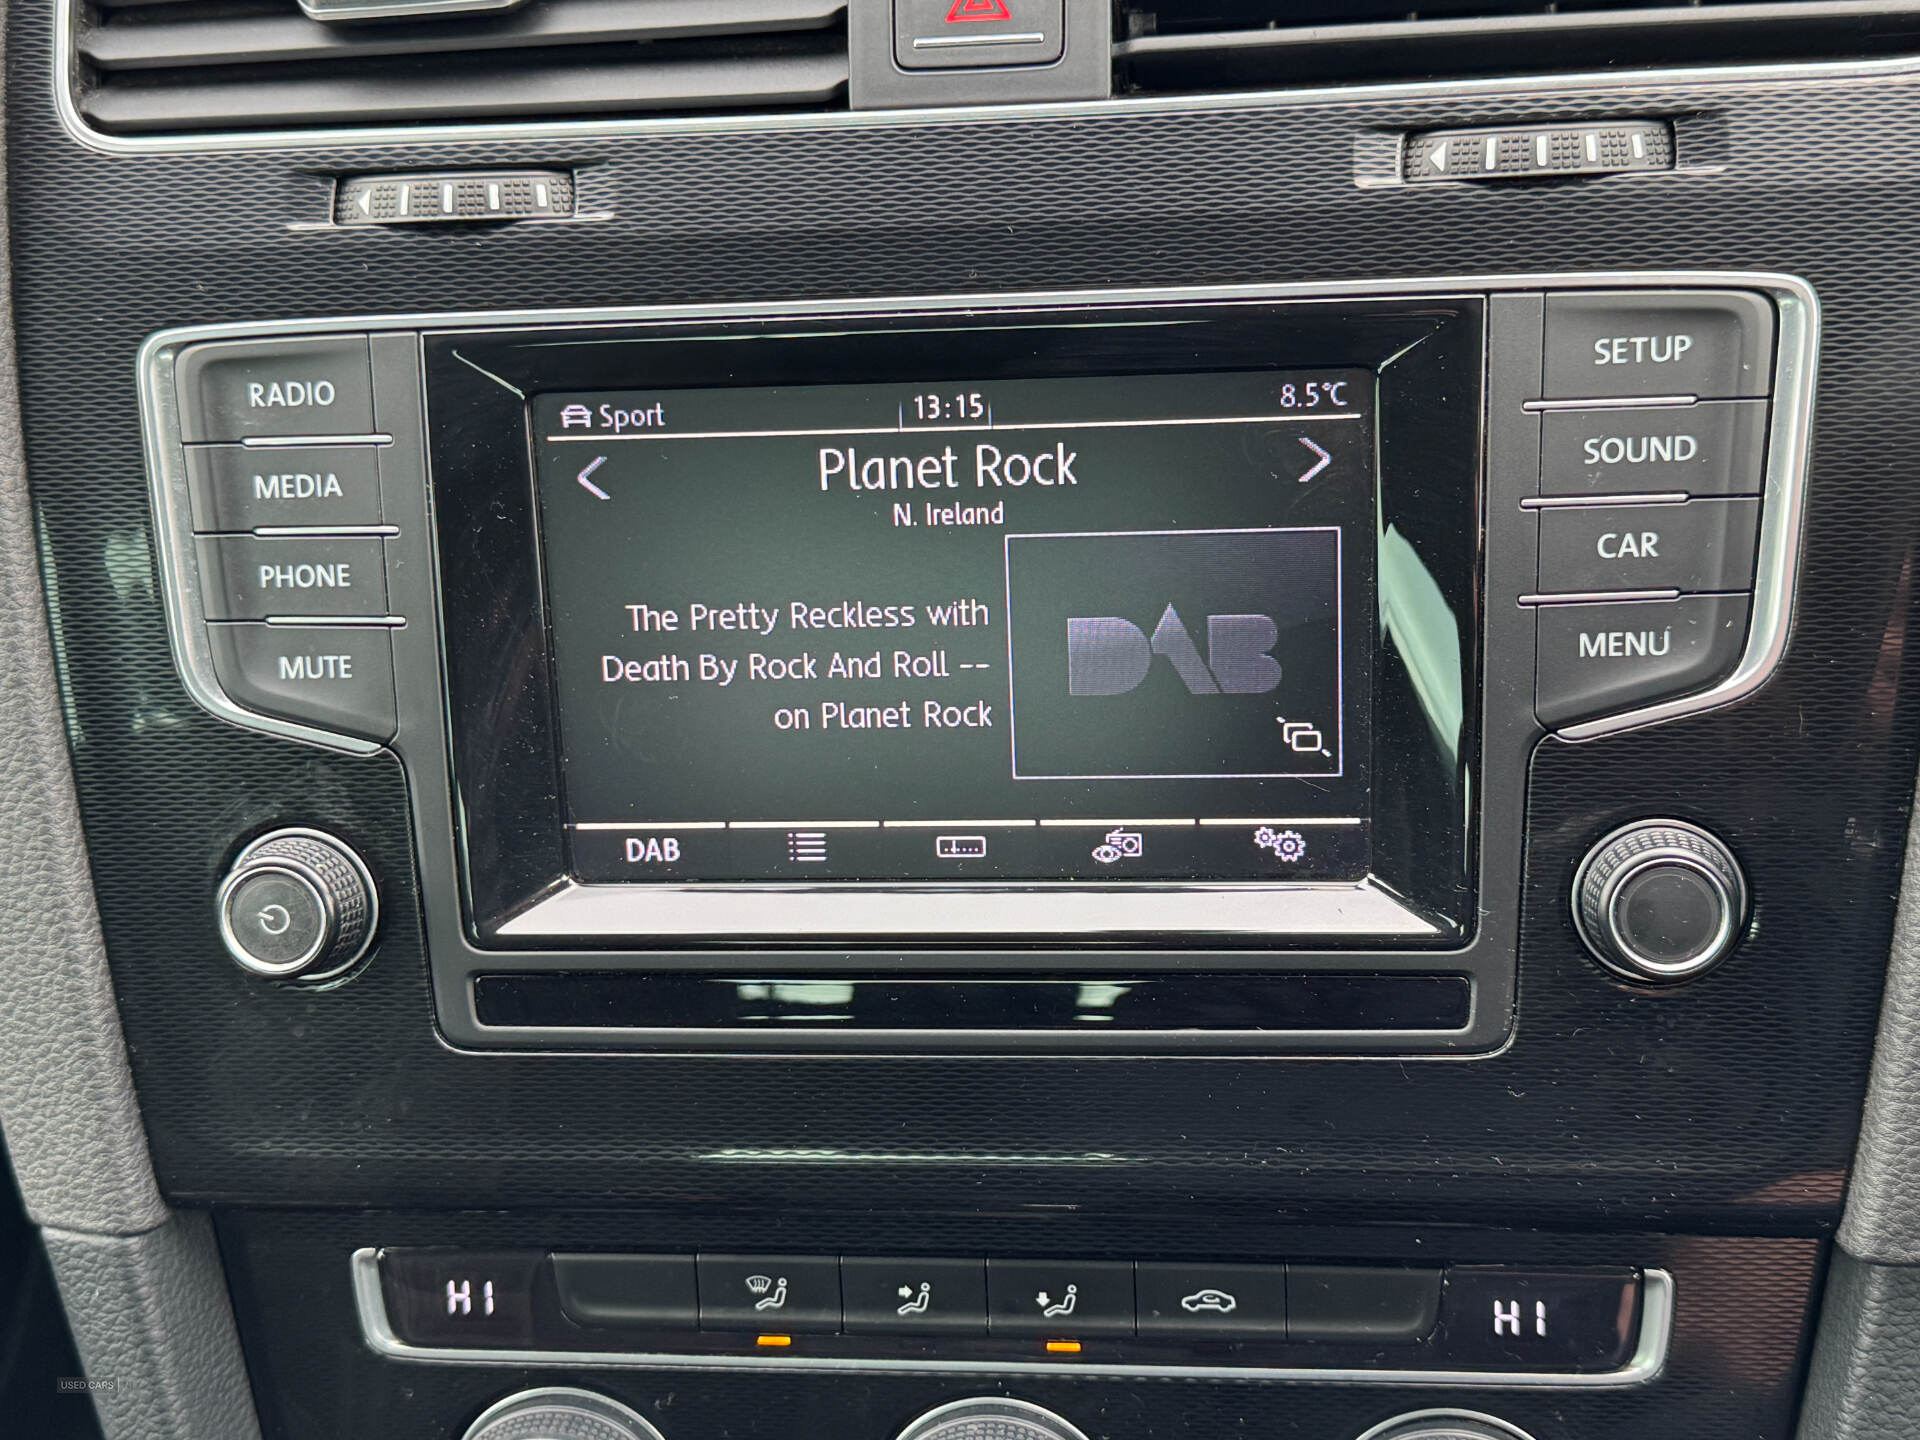 RADIO
MEDIA
PHONE
MUTE
Sport
13:15
8.5°C
Planet Rock
N. Ireland
The Pretty Reckless with
Death By Rock And Roll --
on Planet Rock
DAB
DAB
SETUP
SOUND
CAR
MENU
HI
HI
USED CARS